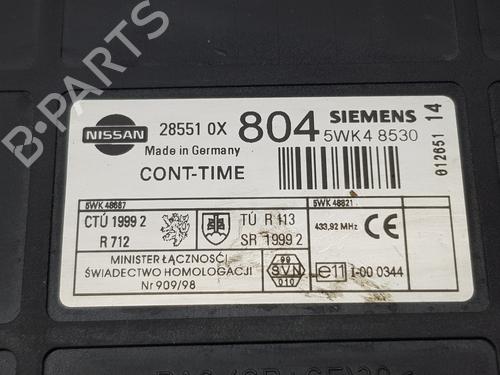 NISSAN
28551 0X 804 SIEMENS
Made in Germany
5WK4 8530
CONT-TIME
012651 14
5WK 48687
5WK 48821
CTÚ 1999 2
R 712
TÚ R 113
SR 1999 2
433,92 MHz
CE
MINISTER ŁĄCZNOŚCI
ŚWIADECTWO HOMOLOGACJI
Nr 909/98
99
SVN
010
e11 I-00 0344